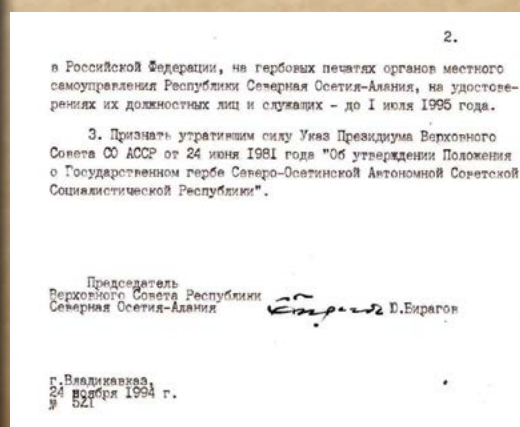 2.
в Российской Федерации, на гербовых печатях органов местного
самоуправления Республики Северная Осетия-Алания, на удостове-
рениях их должностных лиц и служащих - до I июля 1995 года.
3. Признать утратившим силу Указ Президиума Верховного
Совета СО АССР от 24 июня 1981 года "Об утверждении Положения
о Государственном гербе Северо-Осетинской Автономной Советской
Социалистической Республики".
Председатель
Верховного Совета Республики
Северная Осетия-Алания Ю.Бирагов
г.Владикавказ,
24 ноября 1994 г.
№ 521